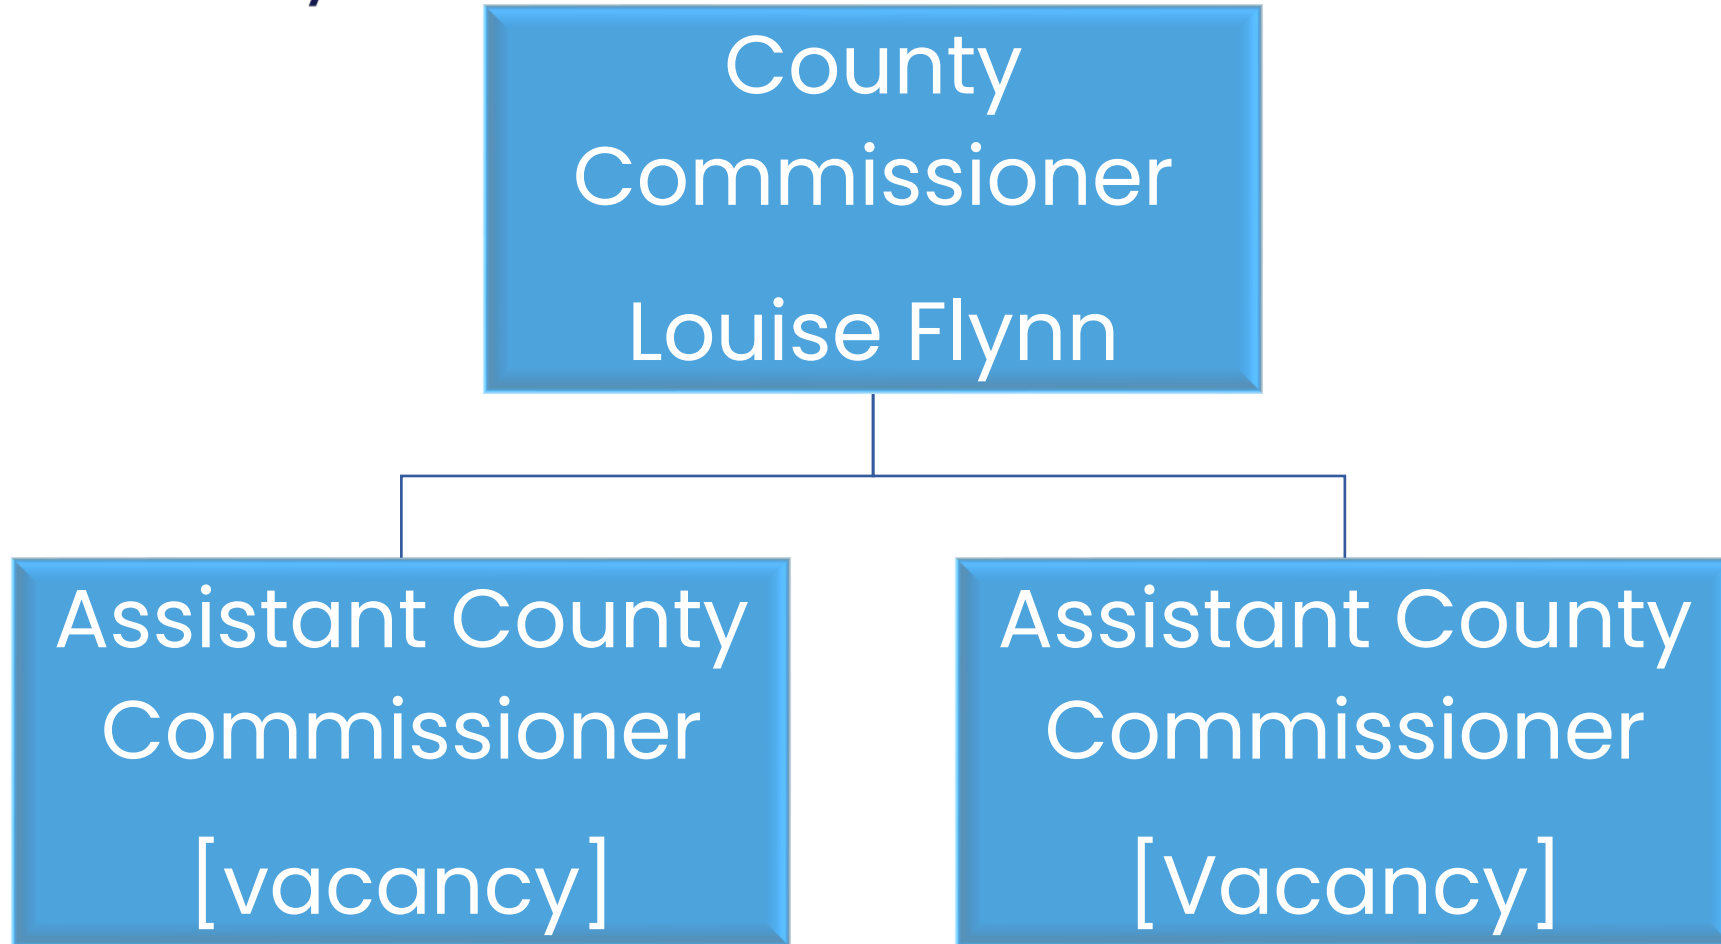 County
Commissioner
Louise Flynn
Assistant County
Commissioner
[vacancy]
Assistant County
Commissioner
[Vacancy]